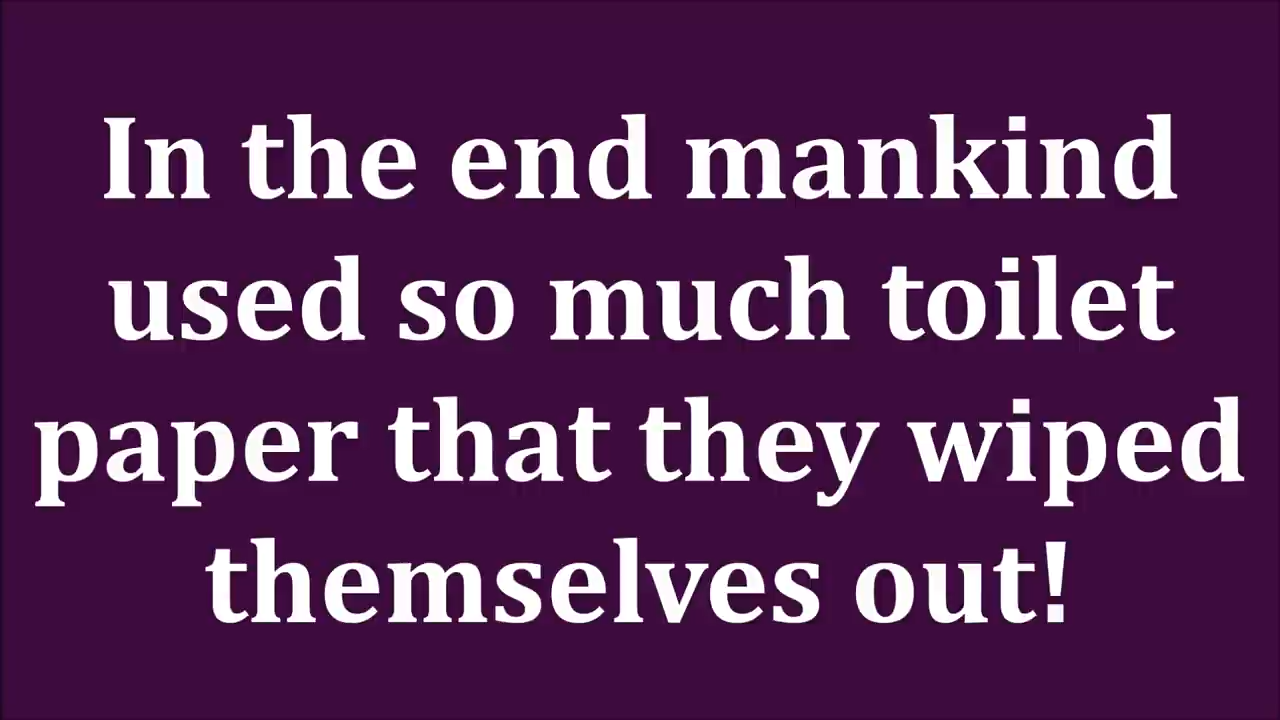 In the end mankind
used so much toilet
paper that they wiped
themselves out!